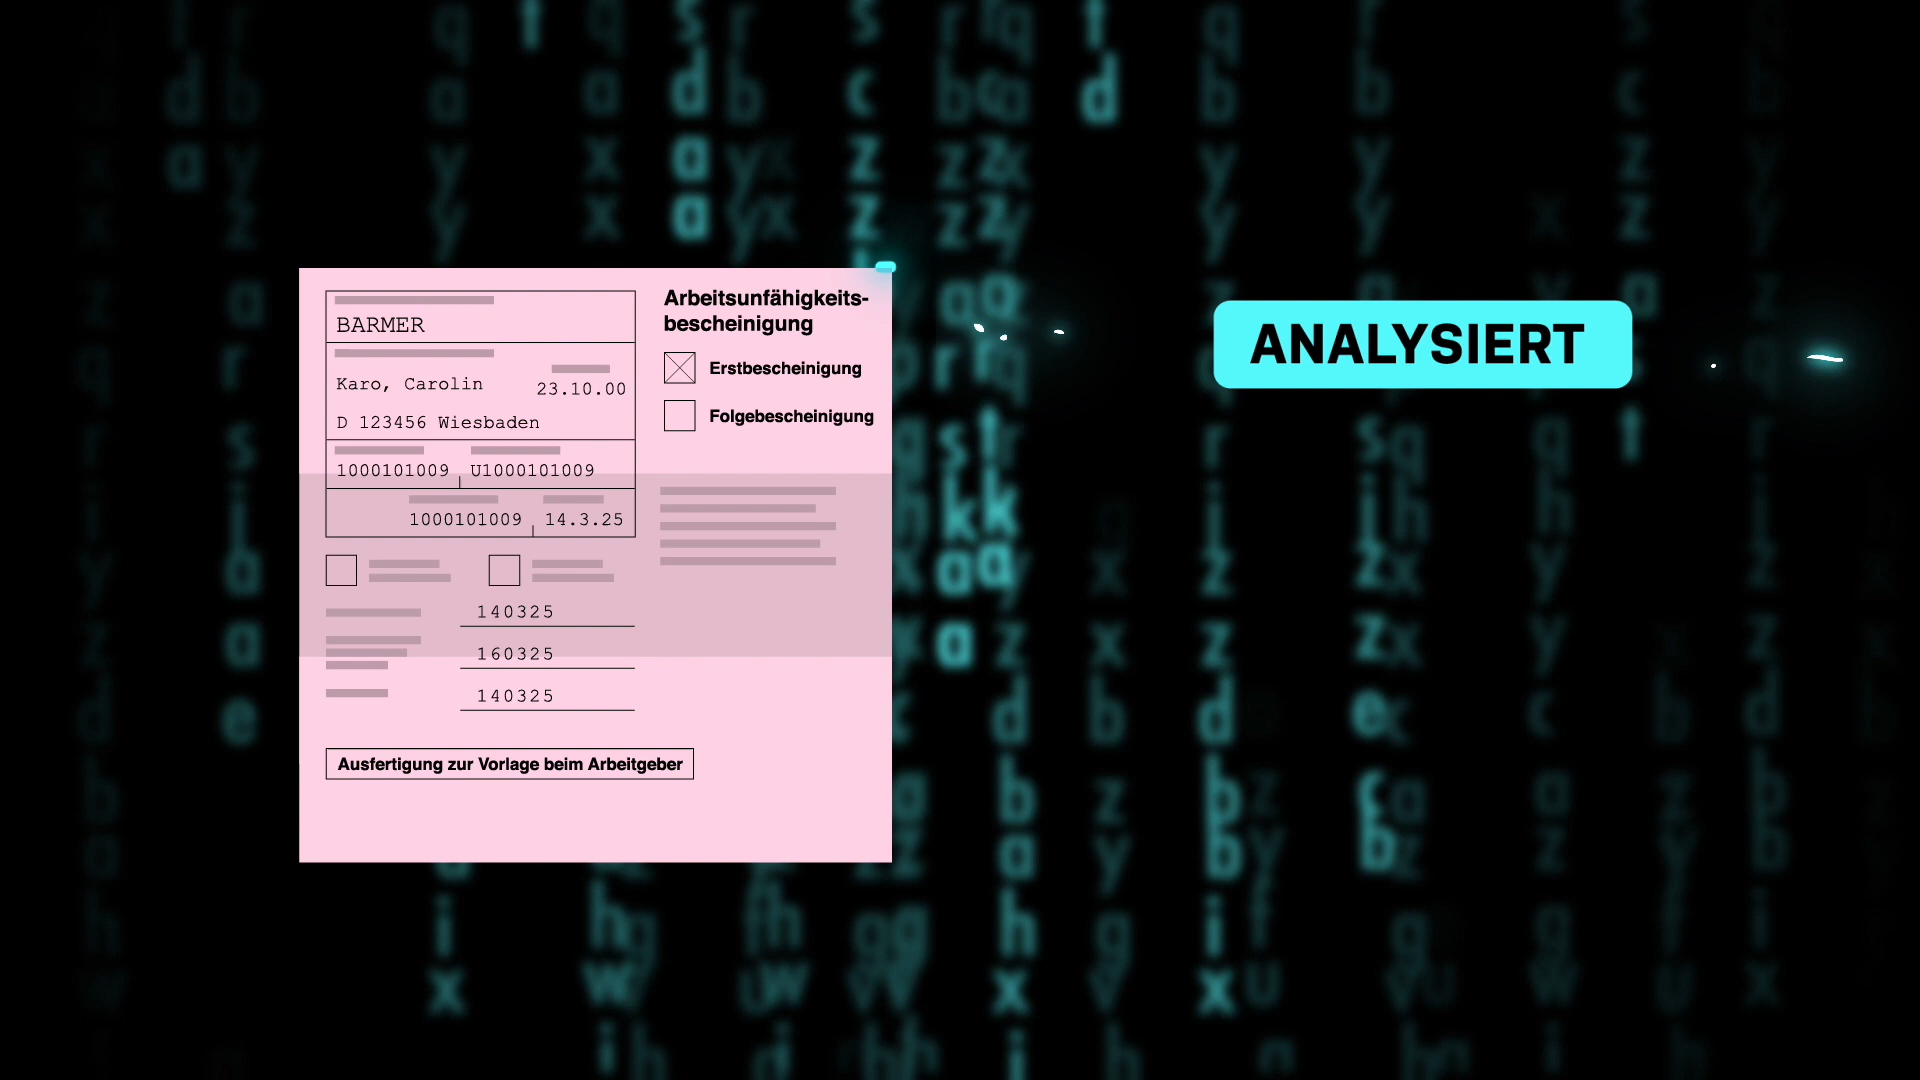 BARMER
Karo, Carolin
23.10.00
D 123456 Wiesbaden
1000101009 U1000101009
1000101009 14.3.25
Arbeitsunfähigkeits-
bescheinigung
Erstbescheinigung
Folgebescheinigung
140325
160325
140325
Ausfertigung zur Vorlage beim Arbeitgeber
ANALYSIERT